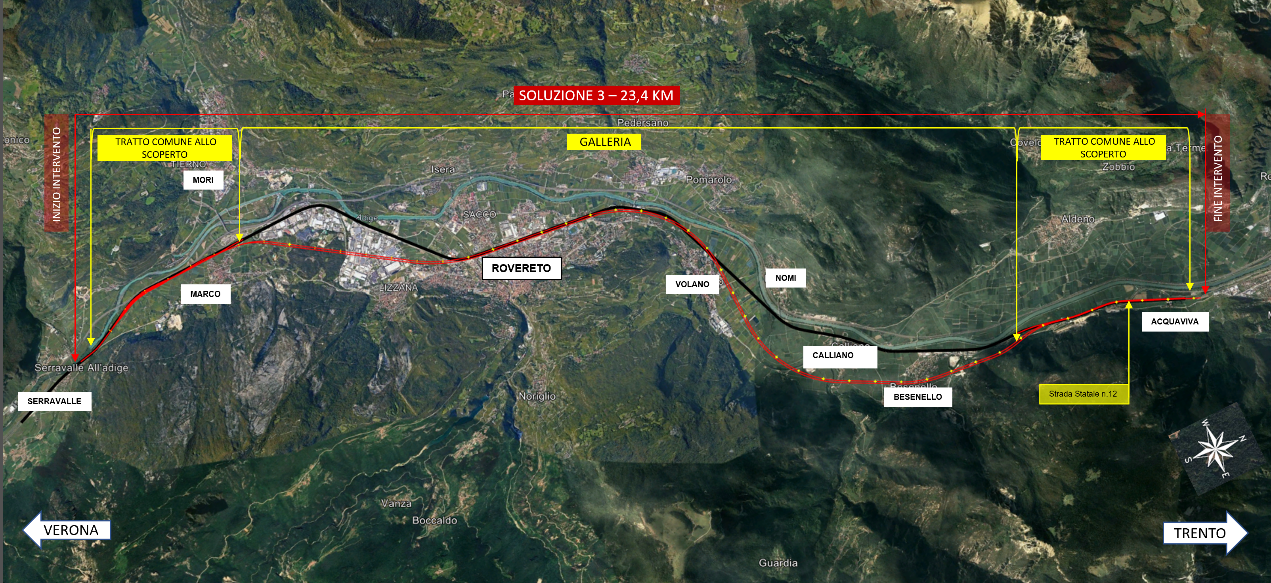 SOLUZIONE 3 – 23,4 KM
Pedersano
INIZIO INTERVENTO
TRATTO COMUNE ALLO
SCOPERTO
GALLERIA
TRATTO COMUNE ALLO
SCOPERTO
FINE INTERVENTO
Zobbio
MORI
Pomarolo
SACCO
Aldeno
ROVERETO
LIZZANA
MARCO
VOLANO
NOMI
ACQUAVIVA
CALLIANO
Serravalle All'adige
SERRAVALLE
Noriglio
BESENELLO
Strada Statale n.12
W
N
S
E
Vanza
Boccaldo
VERONA
TRENTO
Guardia